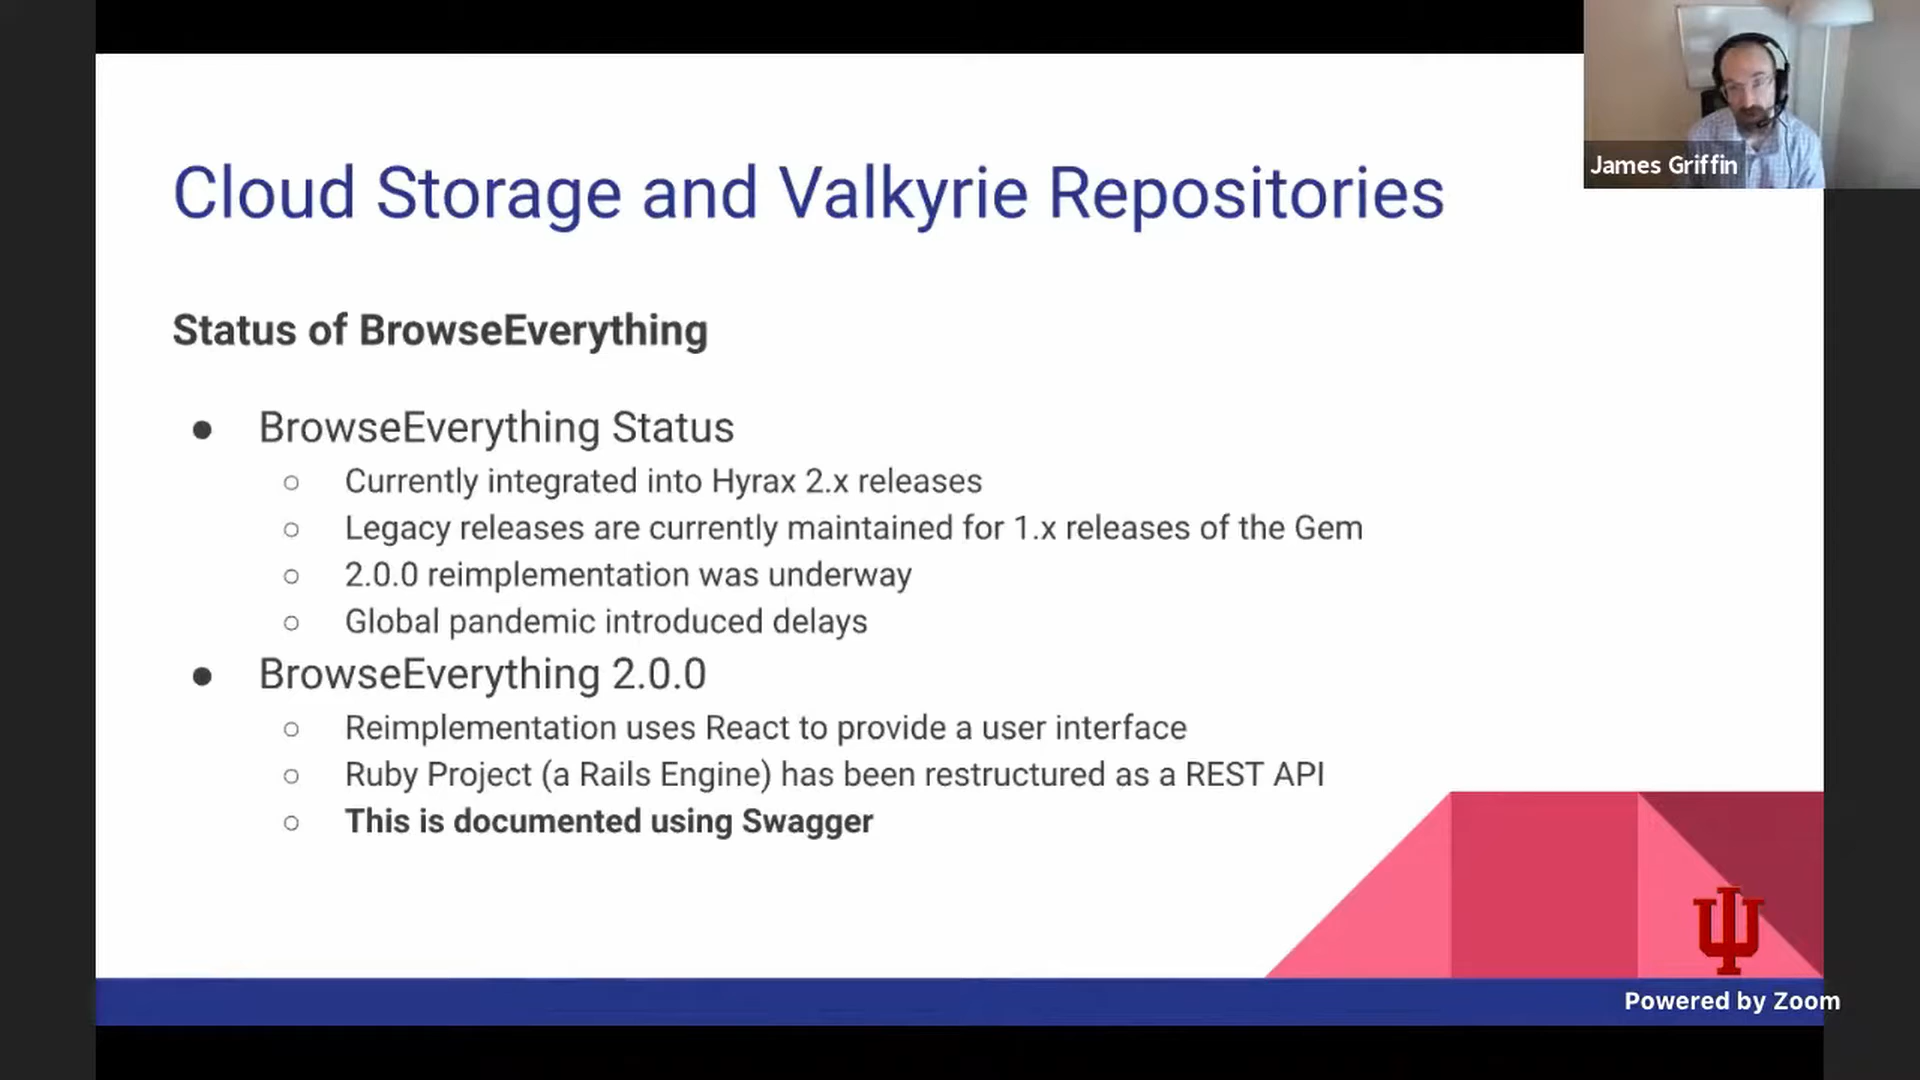 James Griffin
Cloud Storage and Valkyrie Repositories
Status of BrowseEverything
● BrowseEverything Status
○ Currently integrated into Hyrax 2.x releases
○ Legacy releases are currently maintained for 1.x releases of the Gem
○ 2.0.0 reimplementation was underway
○ Global pandemic introduced delays
● BrowseEverything 2.0.0
○ Reimplementation uses React to provide a user interface
○ Ruby Project (a Rails Engine) has been restructured as a REST API
○ This is documented using Swagger
Powered by Zoom